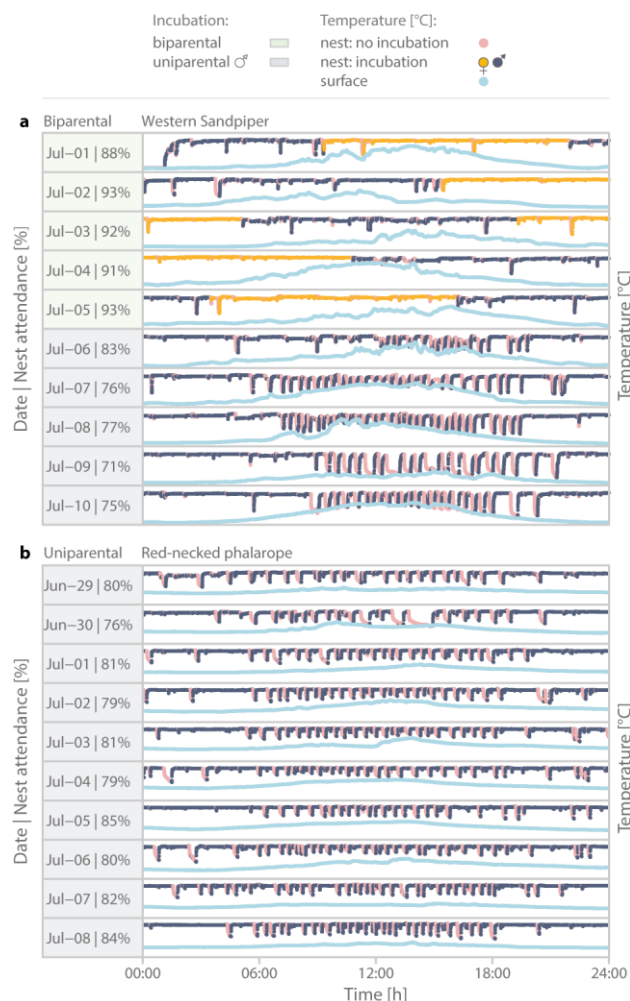 Incubation: Temperature [°C]:
biparental nest: no incubation
uniparental ♂ nest: incubation ♀ ♂
surface
a Biparental Western Sandpiper
Jul−01 | 88%
Jul−02 | 93%
Jul−03 | 92%
Jul−04 | 91%
Jul−05 | 93%
Jul−06 | 83%
Jul−07 | 76%
Jul−08 | 77%
Jul−09 | 71%
Jul−10 | 75%
Date | Nest attendance [%]
Temperature [°C]
b Uniparental Red-necked phalarope
Jun−29 | 80%
Jun−30 | 76%
Jul−01 | 81%
Jul−02 | 79%
Jul−03 | 81%
Jul−04 | 79%
Jul−05 | 85%
Jul−06 | 80%
Jul−07 | 82%
Jul−08 | 84%
Date | Nest attendance [%]
Temperature [°C]
00:00 06:00 12:00 18:00 24:00
Time [h]